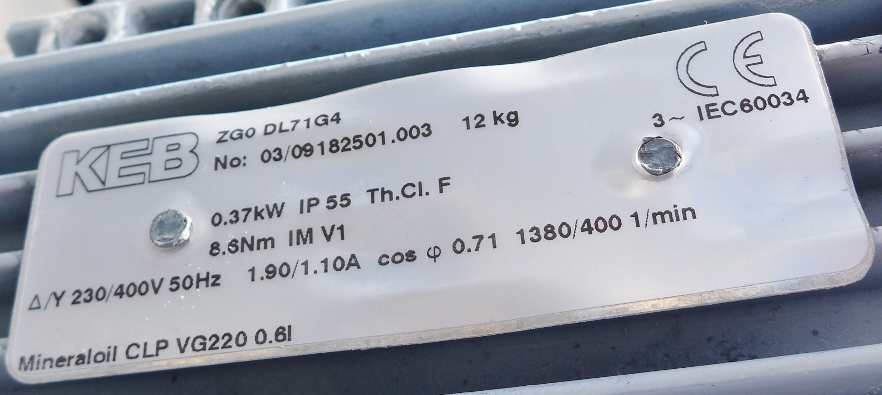 KEB
ZG0 DL71G4
No: 03/09182501.003 12 kg
CE
3~ IEC60034
0.37kW IP 55 Th.Cl. F
8.8Nm IM V1
Δ/Y 230/400V 50Hz 1.90/1.10A cos φ 0.71 1380/400 1/min
Mineraloil CLP VG220 0.6l